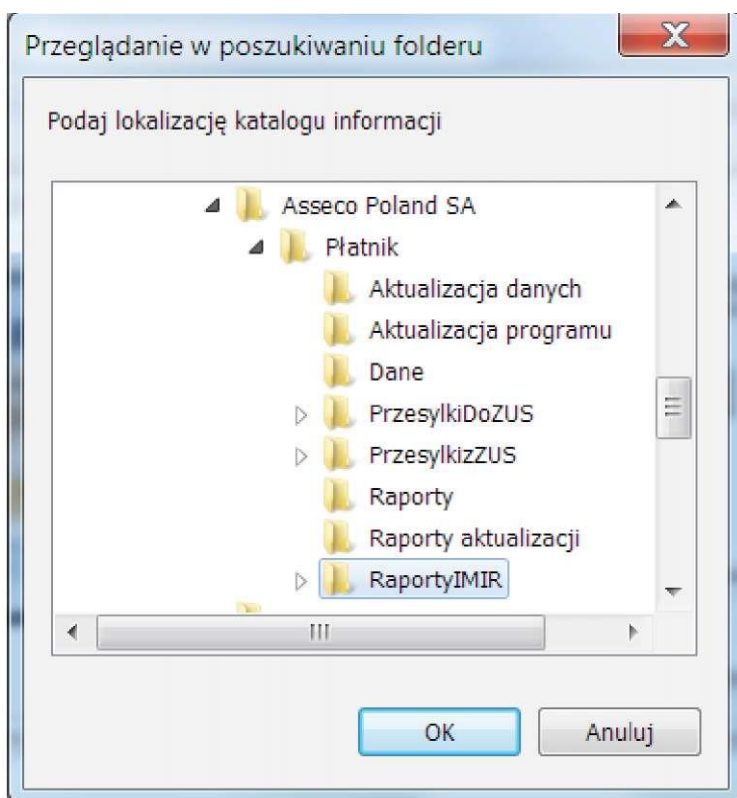 Przeglądanie w poszukiwaniu folderu
Podaj lokalizację katalogu informacji
Asseco Poland SA
Płatnik
Aktualizacja danych
Aktualizacja programu
Dane
PrzesylkiDoZUS
PrzesylkizZUS
Raporty
Raporty aktualizacji
RaportyIMIR
OK
Anuluj